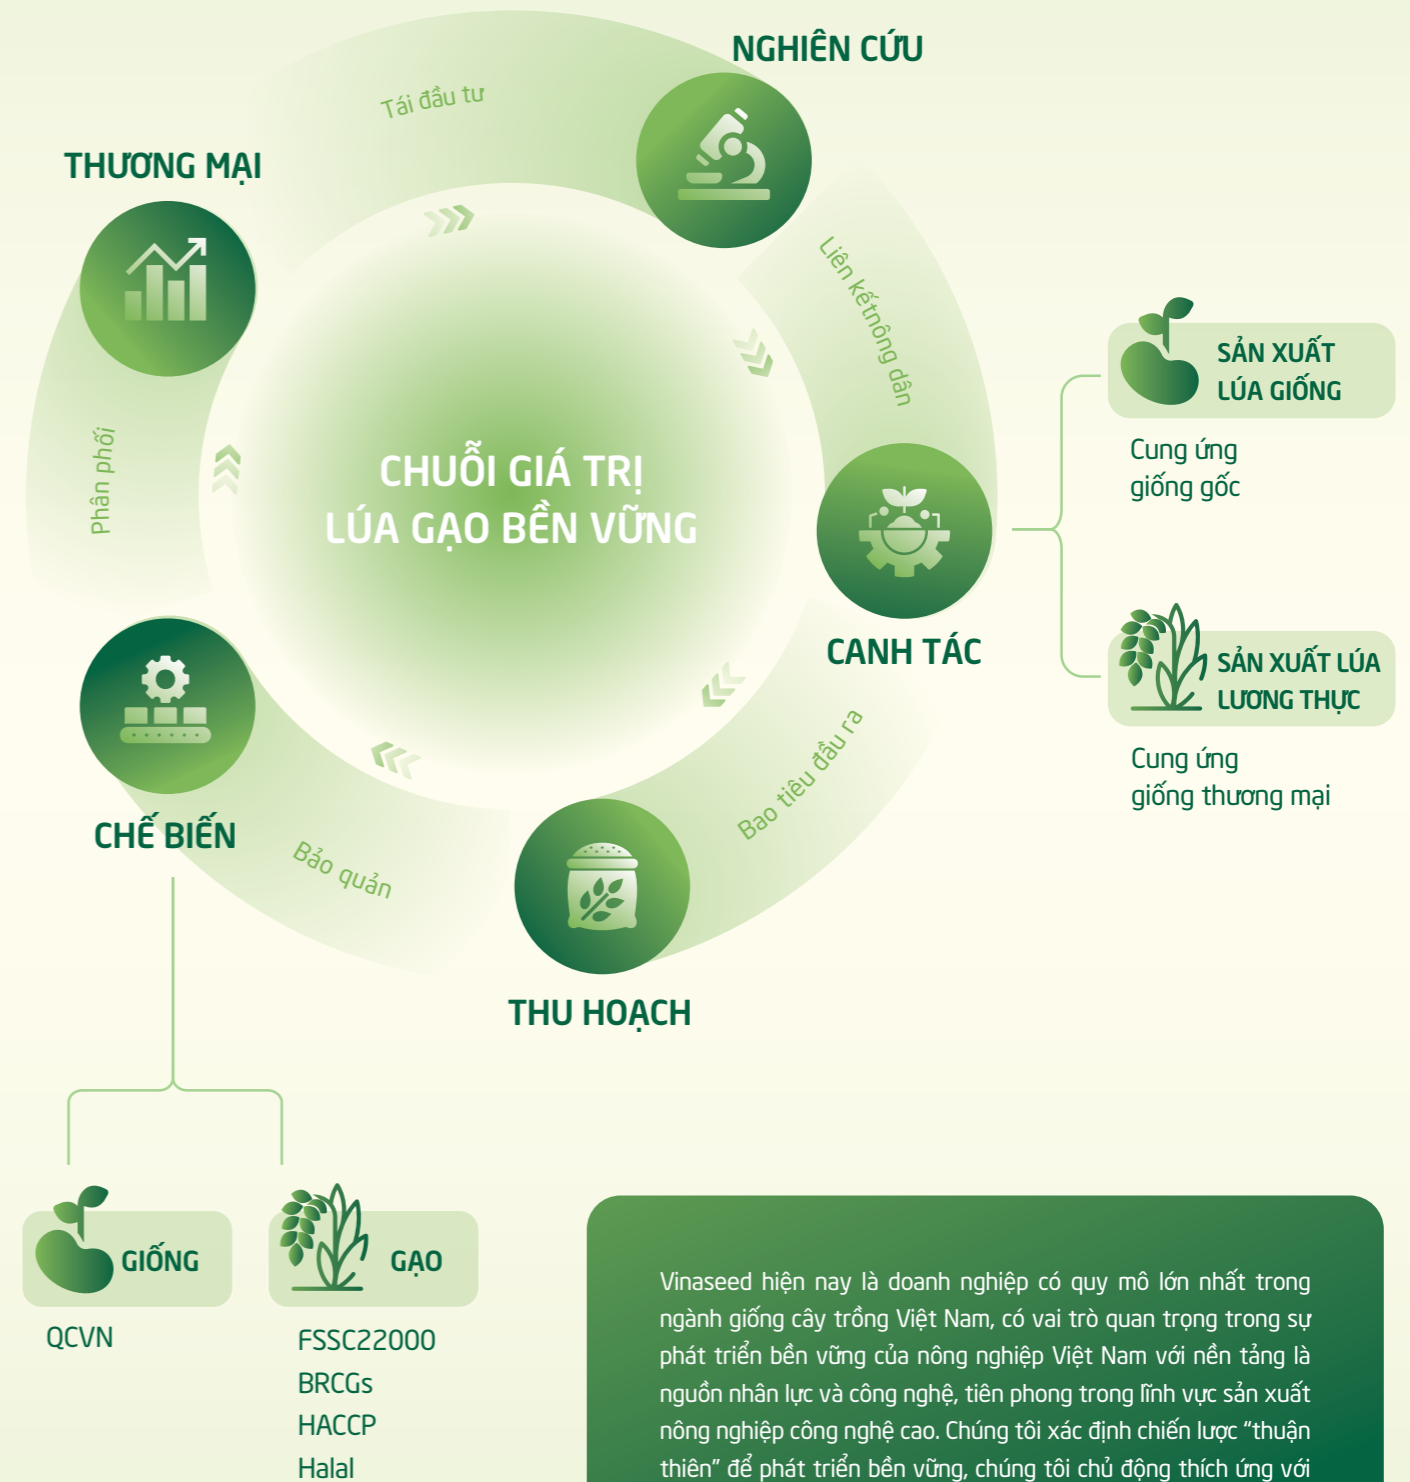 NGHIÊN CỨU
Tái đầu tư
THƯƠNG MẠI
Liên kếtnông dân
SẢN XUẤT
LÚA GIỐNG
Cung ứng
giống gốc
Phân phối
CHUỖI GIÁ TRỊ
LÚA GẠO BỀN VỮNG
CANH TÁC
SẢN XUẤT LÚA
LƯƠNG THỰC
Cung ứng
giống thương mại
Bao tiêu đầu ra
CHẾ BIẾN
Bảo quản
THU HOẠCH
GIỐNG
QCVN
GẠO
FSSC22000
BRCGs
HACCP
Halal
Vinaseed hiện nay là doanh nghiệp có quy mô lớn nhất trong
ngành giống cây trồng Việt Nam, có vai trò quan trọng trong sự
phát triển bền vững của nông nghiệp Việt Nam với nền tảng là
nguồn nhân lực và công nghệ, tiên phong trong lĩnh vực sản xuất
nông nghiệp công nghệ cao. Chúng tôi xác định chiến lược “thuận
thiên” để phát triển bền vững, chúng tôi chủ động thích ứng với